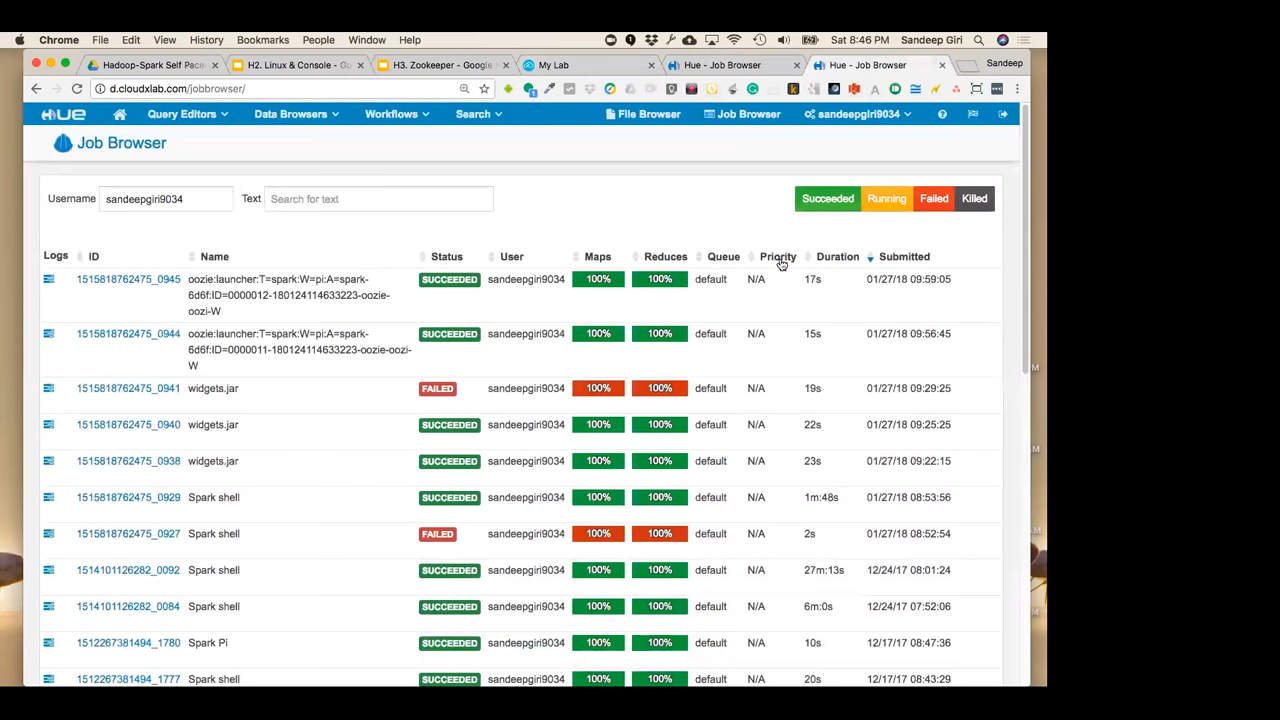 Chrome File Edit View History Bookmarks People Window Help Sat 8:46 PM Sandeep Giri
Hadoop-Spark Self Pace H2. Linux & Console - Go H3. Zookeeper - Google My Lab Hue - Job Browser Hue - Job Browser Sandeep
d.cloudxlab.com/jobbrowser/
HUE Query Editors Data Browsers Workflows Search File Browser Job Browser sandeepgiri9034
Job Browser
Username sandeepgiri9034 Text Search for text Succeeded Running Failed Killed
Logs ID Name Status User Maps Reduces Queue Priority Duration Submitted
1515818762475_0945 oozie:launcher:T=spark:W=pi:A=spark- SUCCEEDED sandeepgiri9034 100% 100% default N/A 17s 01/27/18 09:59:05
6d6f:ID=0000012-180124114633223-oozie-
oozi-W
1515818762475_0944 oozie:launcher:T=spark:W=pi:A=spark- SUCCEEDED sandeepgiri9034 100% 100% default N/A 15s 01/27/18 09:56:45
6d6f:ID=0000011-180124114633223-oozie-oozi-
W
1515818762475_0941 widgets.jar FAILED sandeepgiri9034 100% 100% default N/A 19s 01/27/18 09:29:25
1515818762475_0940 widgets.jar SUCCEEDED sandeepgiri9034 100% 100% default N/A 22s 01/27/18 09:25:25
1515818762475_0938 widgets.jar SUCCEEDED sandeepgiri9034 100% 100% default N/A 23s 01/27/18 09:22:15
1515818762475_0929 Spark shell SUCCEEDED sandeepgiri9034 100% 100% default N/A 1m:48s 01/27/18 08:53:56
1515818762475_0927 Spark shell FAILED sandeepgiri9034 100% 100% default N/A 2s 01/27/18 08:52:54
1514101126282_0092 Spark shell SUCCEEDED sandeepgiri9034 100% 100% default N/A 27m:13s 12/24/17 08:01:24
1514101126282_0084 Spark shell SUCCEEDED sandeepgiri9034 100% 100% default N/A 6m:0s 12/24/17 07:52:06
1512267381494_1780 Spark Pi SUCCEEDED sandeepgiri9034 100% 100% default N/A 10s 12/17/17 08:47:36
1512267381494_1777 Spark shell SUCCEEDED sandeepgiri9034 100% 100% default N/A 20s 12/17/17 08:43:29